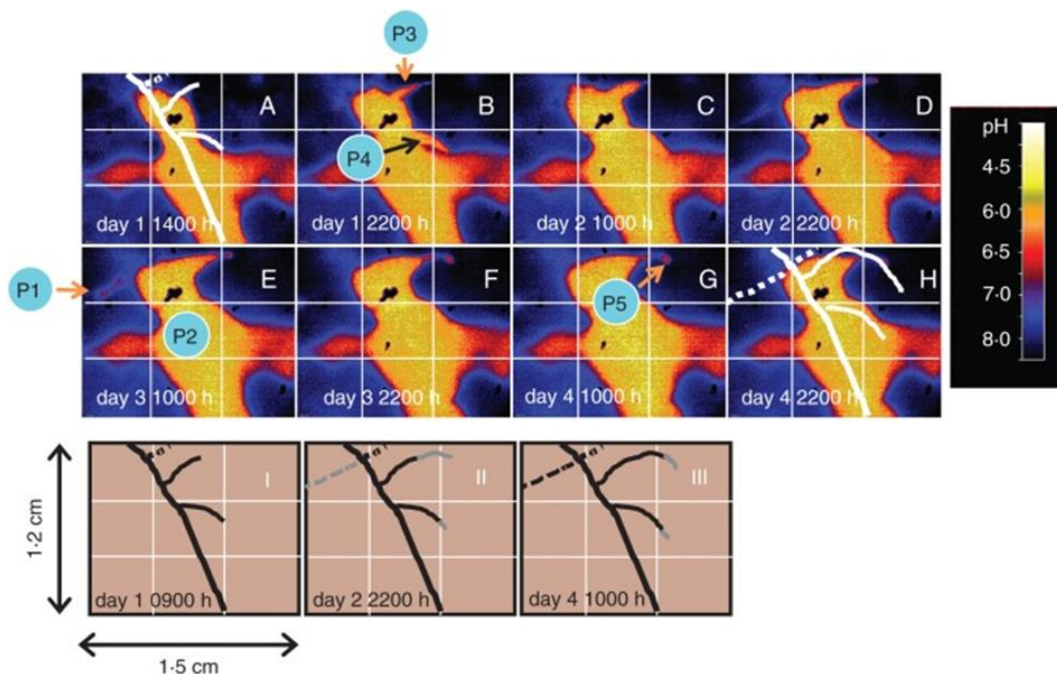 P3
A
B
C
D
P4
day 1 1400 h
day 1 2200 h
day 2 1000 h
day 2 2200 h
pH
4·5
6·0
6·5
7·0
8·0
E
F
G
H
P1
P2
P5
day 3 1000 h
day 3 2200 h
day 4 1000 h
day 4 2200 h
I
II
III
1·2 cm
day 1 0900 h
day 2 2200 h
day 4 1000 h
1·5 cm